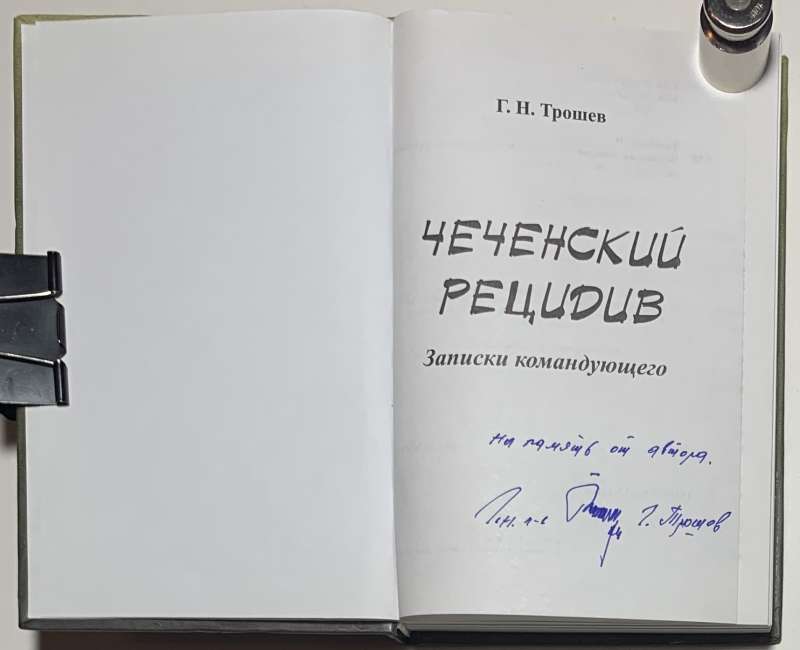 Г. Н. Трошев
ЧЕЧЕНСКИЙ
РЕЦИДИВ
Записки командующего
На память от автора.
Ген. п-к Г. Трошев